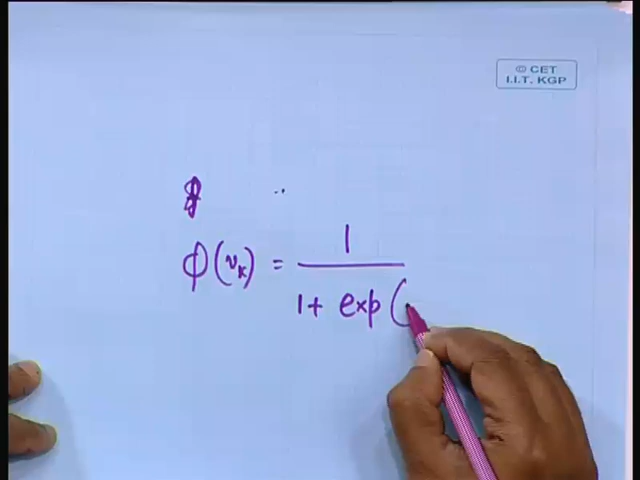 © CET
I.I.T. KGP
φ(v_k) = 1 / 1 + exp (